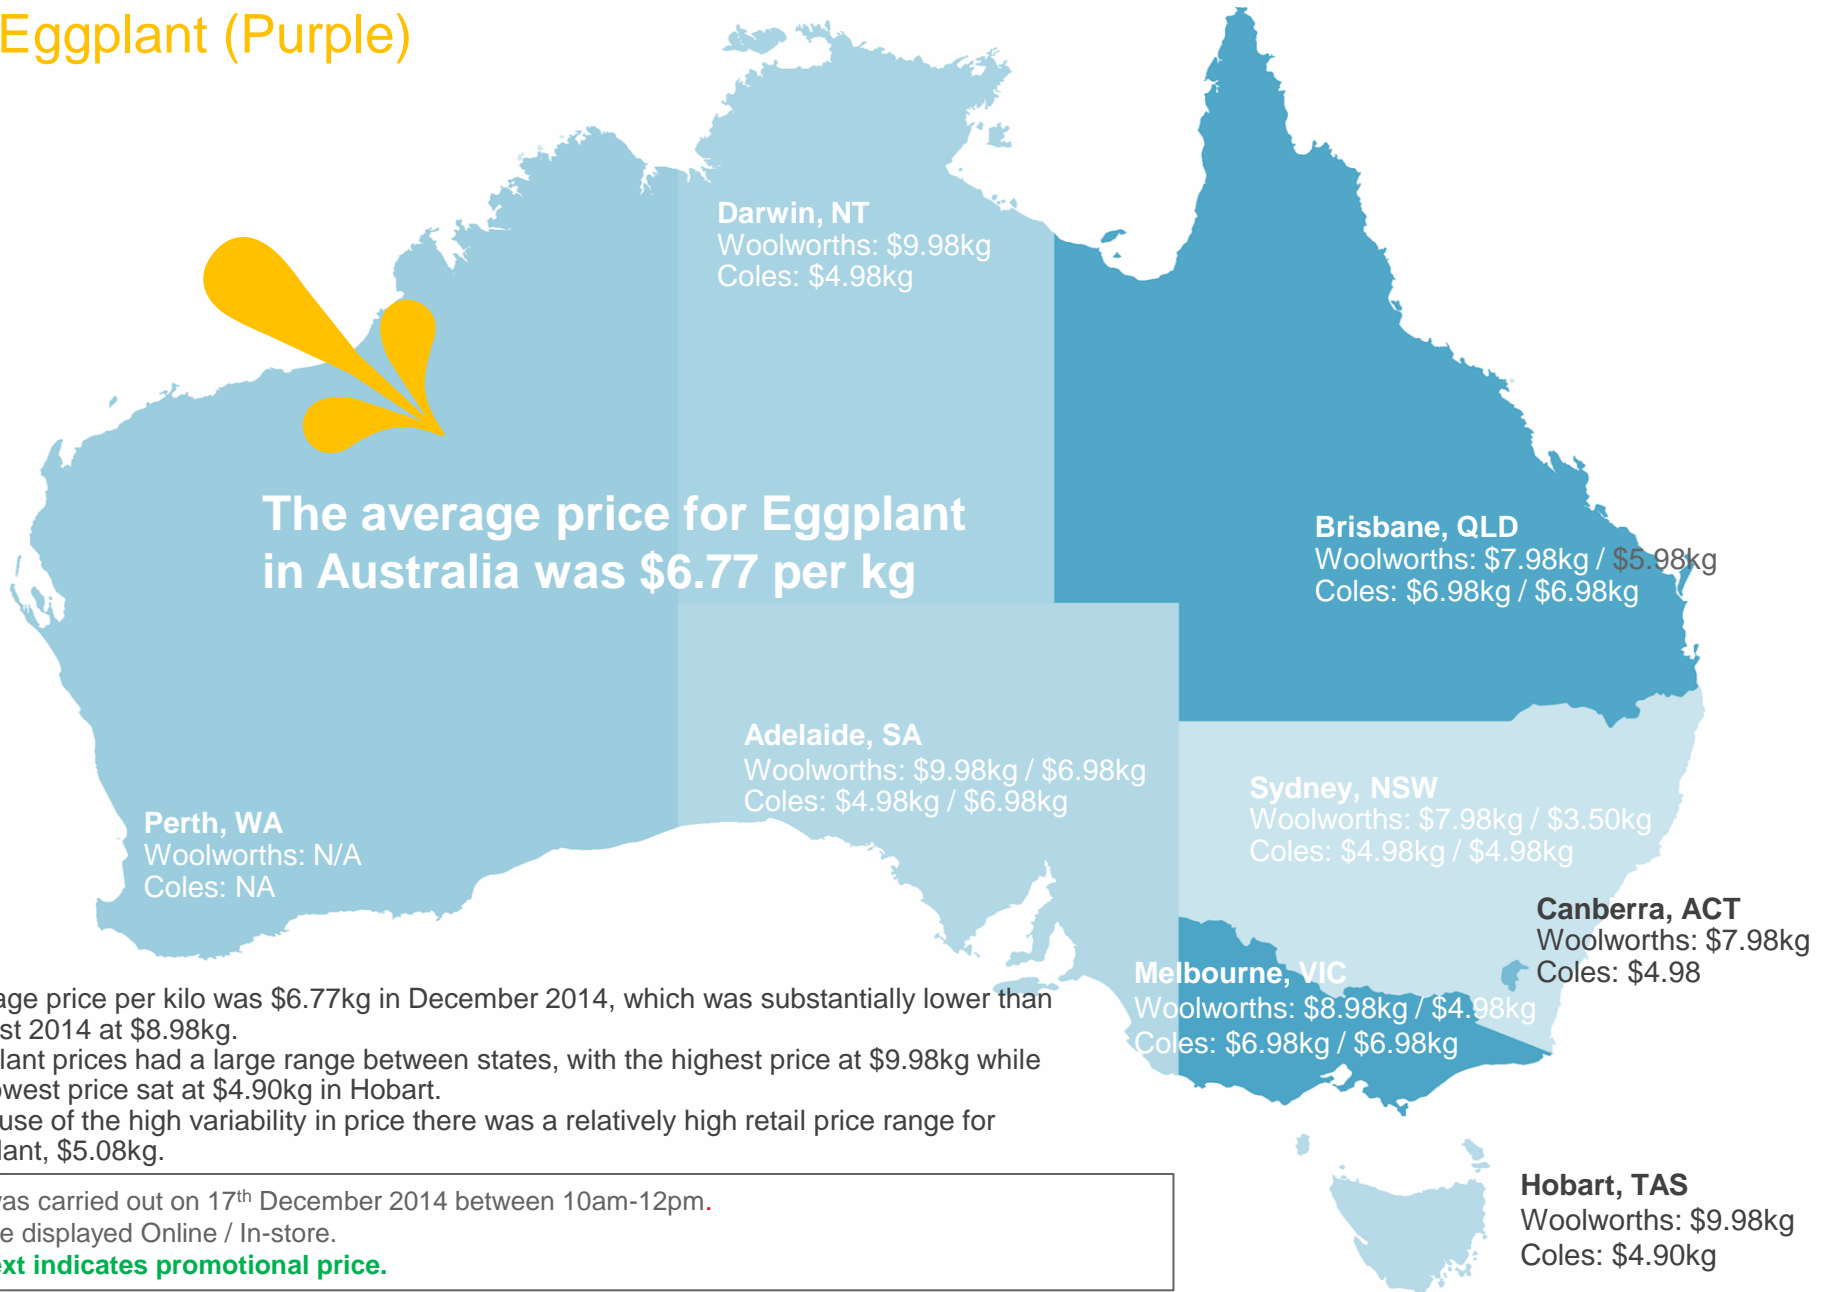 Eggplant (Purple)
Darwin, NT
Woolworths: $9.98kg
Coles: $4.98kg
The average price for Eggplant
in Australia was $6.77 per kg
Brisbane, QLD
Woolworths: $7.98kg / $5.98kg
Coles: $6.98kg / $6.98kg
Adelaide, SA
Woolworths: $9.98kg / $6.98kg
Coles: $4.98kg / $6.98kg
Sydney, NSW
Woolworths: $7.98kg / $3.50kg
Coles: $4.98kg / $4.98kg
Perth, WA
Woolworths: N/A
Coles: NA
Canberra, ACT
Woolworths: $7.98kg
Coles: $4.98
Melbourne, VIC
Woolworths: $8.98kg / $4.98kg
Coles: $6.98kg / $6.98kg
age price per kilo was $6.77kg in December 2014, which was substantially lower than
st 2014 at $8.98kg.
lant prices had a large range between states, with the highest price at $9.98kg while
owest price sat at $4.90kg in Hobart.
use of the high variability in price there was a relatively high retail price range for
lant, $5.08kg.
was carried out on 17th December 2014 between 10am-12pm.
e displayed Online / In-store.
ext indicates promotional price.
Hobart, TAS
Woolworths: $9.98kg
Coles: $4.90kg